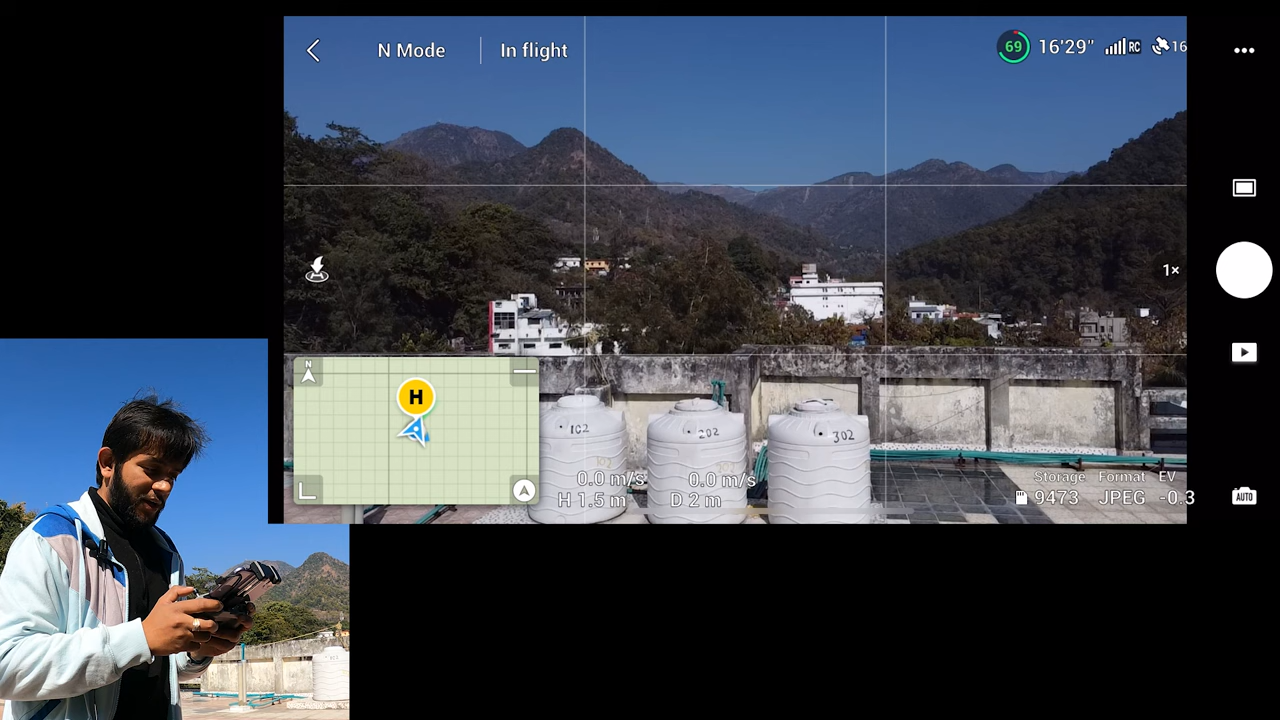 N Mode In flight 69 16'29" RC 16
1×
N
H
102 202 302
0.0 m/s 0.0 m/s
H 1.5 m D 2 m
Storage Format EV
9473 JPEG -0.3
AUTO